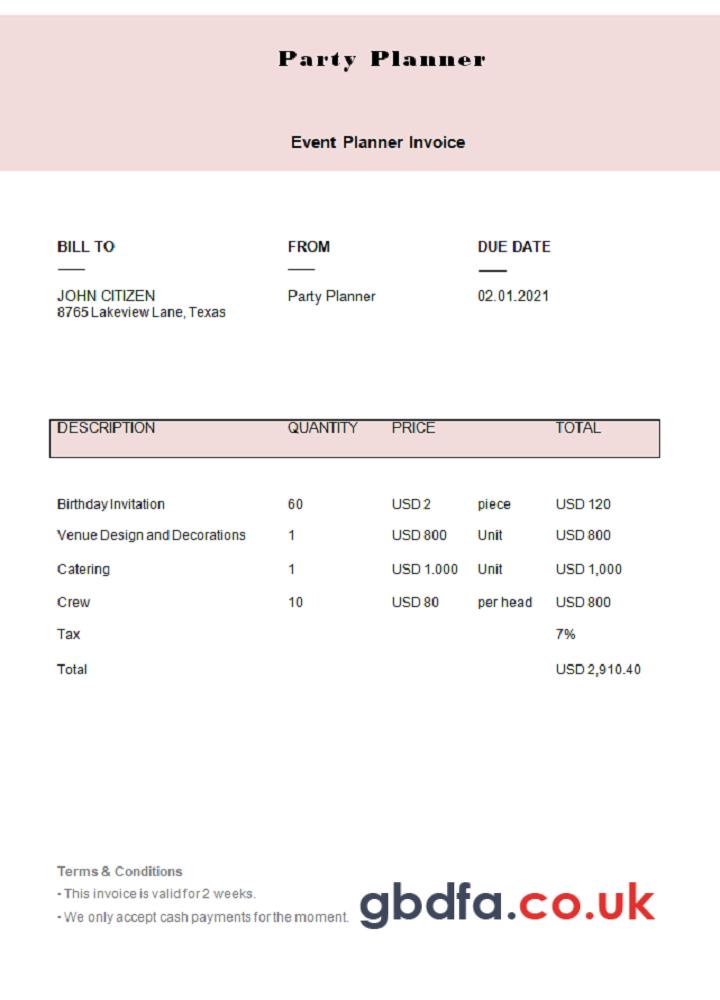 Party Planner
Event Planner Invoice
BILL TO FROM DUE DATE
JOHN CITIZEN Party Planner 02.01.2021
8765 Lakeview Lane, Texas
DESCRIPTION QUANTITY PRICE TOTAL
Birthday Invitation 60 USD 2 piece USD 120
Venue Design and Decorations 1 USD 800 Unit USD 800
Catering 1 USD 1.000 Unit USD 1,000
Crew 10 USD 80 per head USD 800
Tax 7%
Total USD 2,910.40
Terms & Conditions
- This invoice is valid for 2 weeks.
- We only accept cash payments for the moment.
gbdfa.co.uk